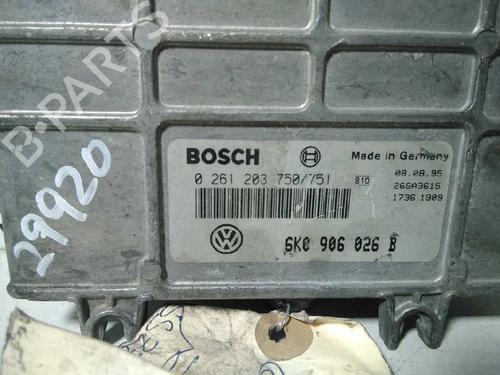 B-PARTS
29920
BOSCH
Made in Germany
0 261 203 750/751
810
08.08.95
26SA3615
1736 1909
6K0 906 026 B